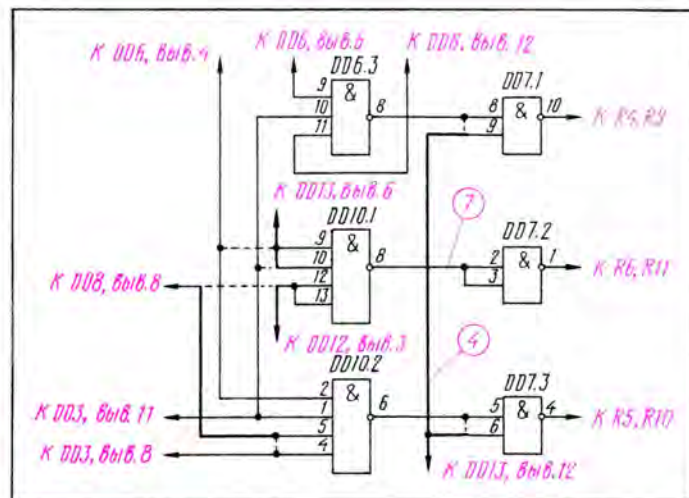 К DD6, выв.4
К DD6, выв.6
К DD6, выв.12
DD6.3
&
9
10
11
8
DD7.1
&
8
9
10
К R4, R9
К DD13, выв.6
DD10.1
&
9
10
12
13
8
7
DD7.2
&
2
3
1
К R6, R11
К DD8, выв.8
К DD12, выв.3
4
DD10.2
&
2
1
5
4
6
DD7.3
&
5
6
4
К R5, R10
К DD3, выв.11
К DD3, выв.8
К DD13, выв.12